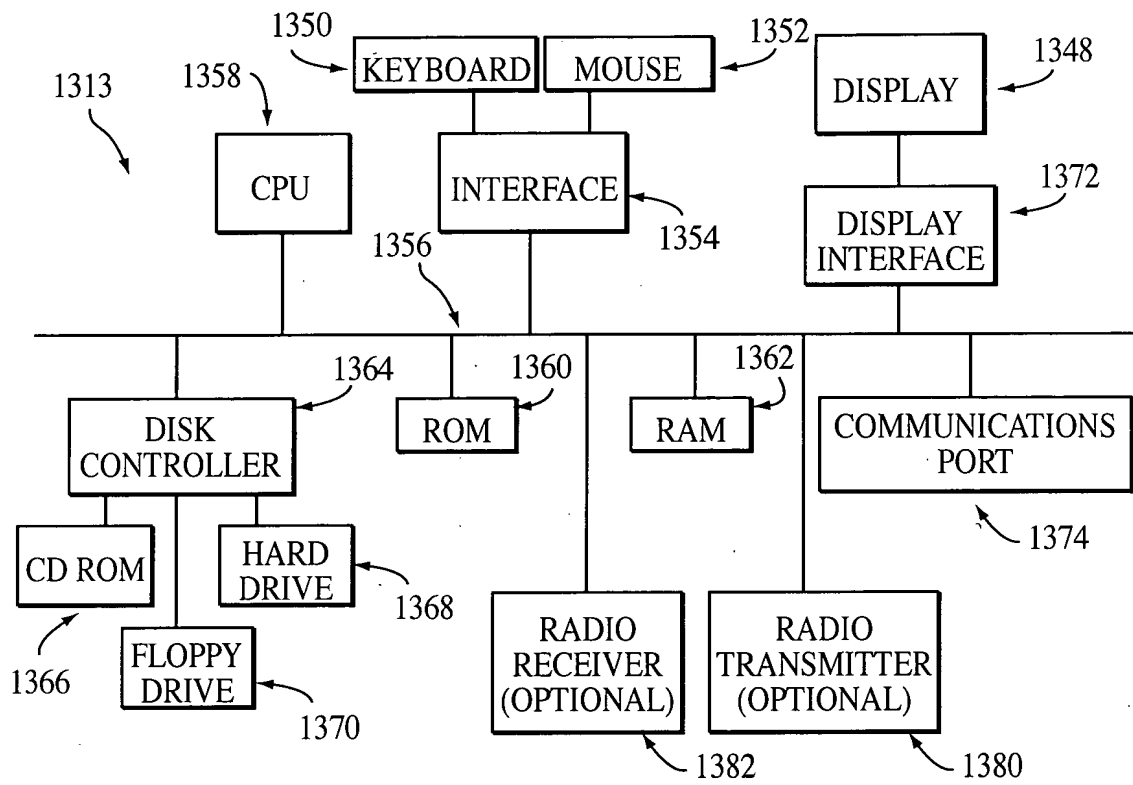 1350
KEYBOARD
MOUSE
1352
1313
1358
CPU
INTERFACE
1354
DISPLAY
1348
1372
DISPLAY
INTERFACE
1356
1364
DISK
CONTROLLER
1360
ROM
1362
RAM
COMMUNICATIONS
PORT
1374
CD ROM
1366
HARD
DRIVE
1368
FLOPPY
DRIVE
1370
RADIO
RECEIVER
(OPTIONAL)
1382
RADIO
TRANSMITTER
(OPTIONAL)
1380